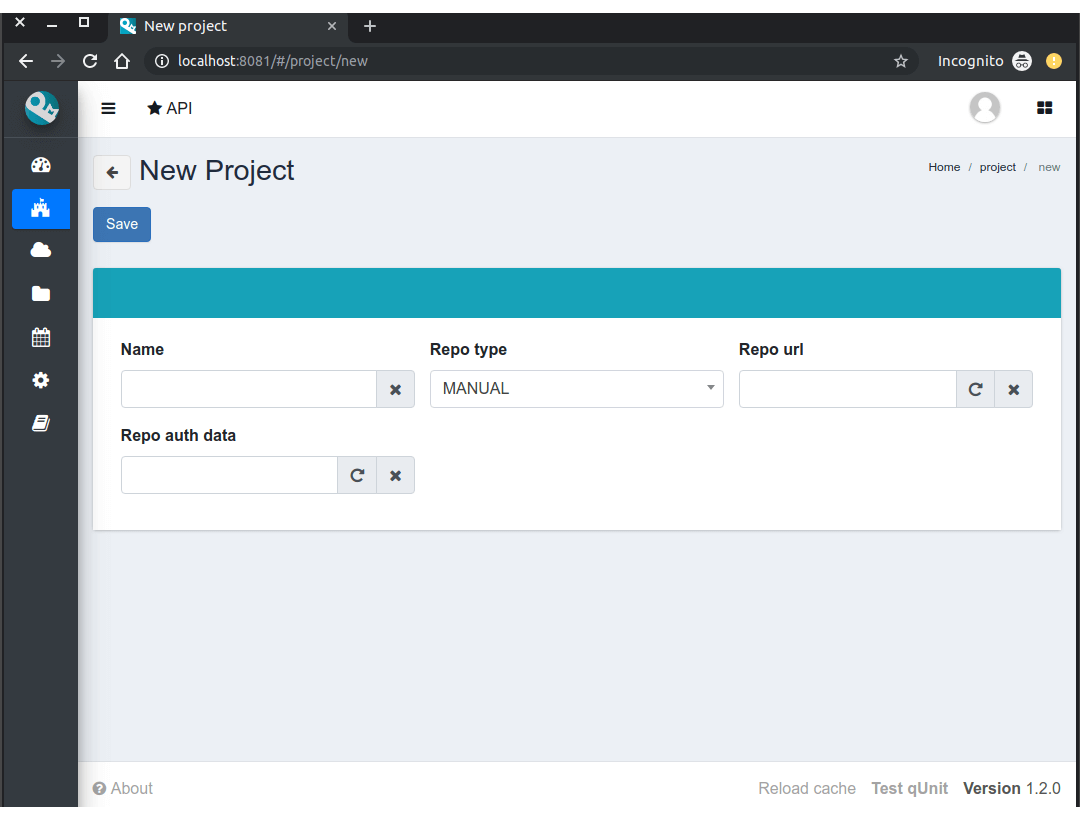 New project
localhost:8081/#/project/new
Incognito
API
New Project
Home / project / new
Save
Name
Repo type
Repo url
MANUAL
Repo auth data
About
Reload cache Test qUnit Version 1.2.0